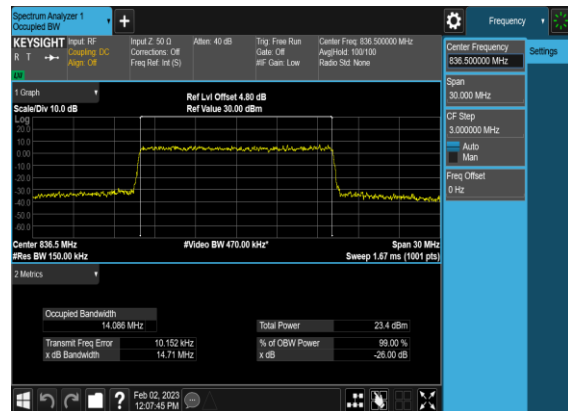 Spectrum Analyzer 1
Occupied BW
Frequency
KEYSIGHT
R T
LW
Input: RF
Coupling: DC
Align: Off
Input Z: 50 Ω
Corrections: Off
Freq Ref: Int (S)
Atten: 40 dB
Trig: Free Run
Gate: Off
#IF Gain: Low
Center Freq: 836.500000 MHz
Avg|Hold: 100/100
Radio Std: None
Center Frequency
836.500000 MHz
Settings
Span
30.000 MHz
CF Step
3.000000 MHz
Auto
Man
Freq Offset
0 Hz
1 Graph
Scale/Div 10.0 dB
Ref Lvl Offset 4.80 dB
Ref Value 30.00 dBm
Log
20.0
10.0
0.00
-10.0
-20.0
-30.0
-40.0
-50.0
-60.0
Center 836.5 MHz
#Video BW 470.00 kHz*
Span 30 MHz
#Res BW 150.00 kHz
Sweep 1.67 ms (1001 pts)
2 Metrics
Occupied Bandwidth
14.086 MHz
Total Power 23.4 dBm
Transmit Freq Error 10.152 kHz
% of OBW Power 99.00 %
x dB Bandwidth 14.71 MHz
x dB -26.00 dB
?
Feb 02, 2023
12:07:45 PM